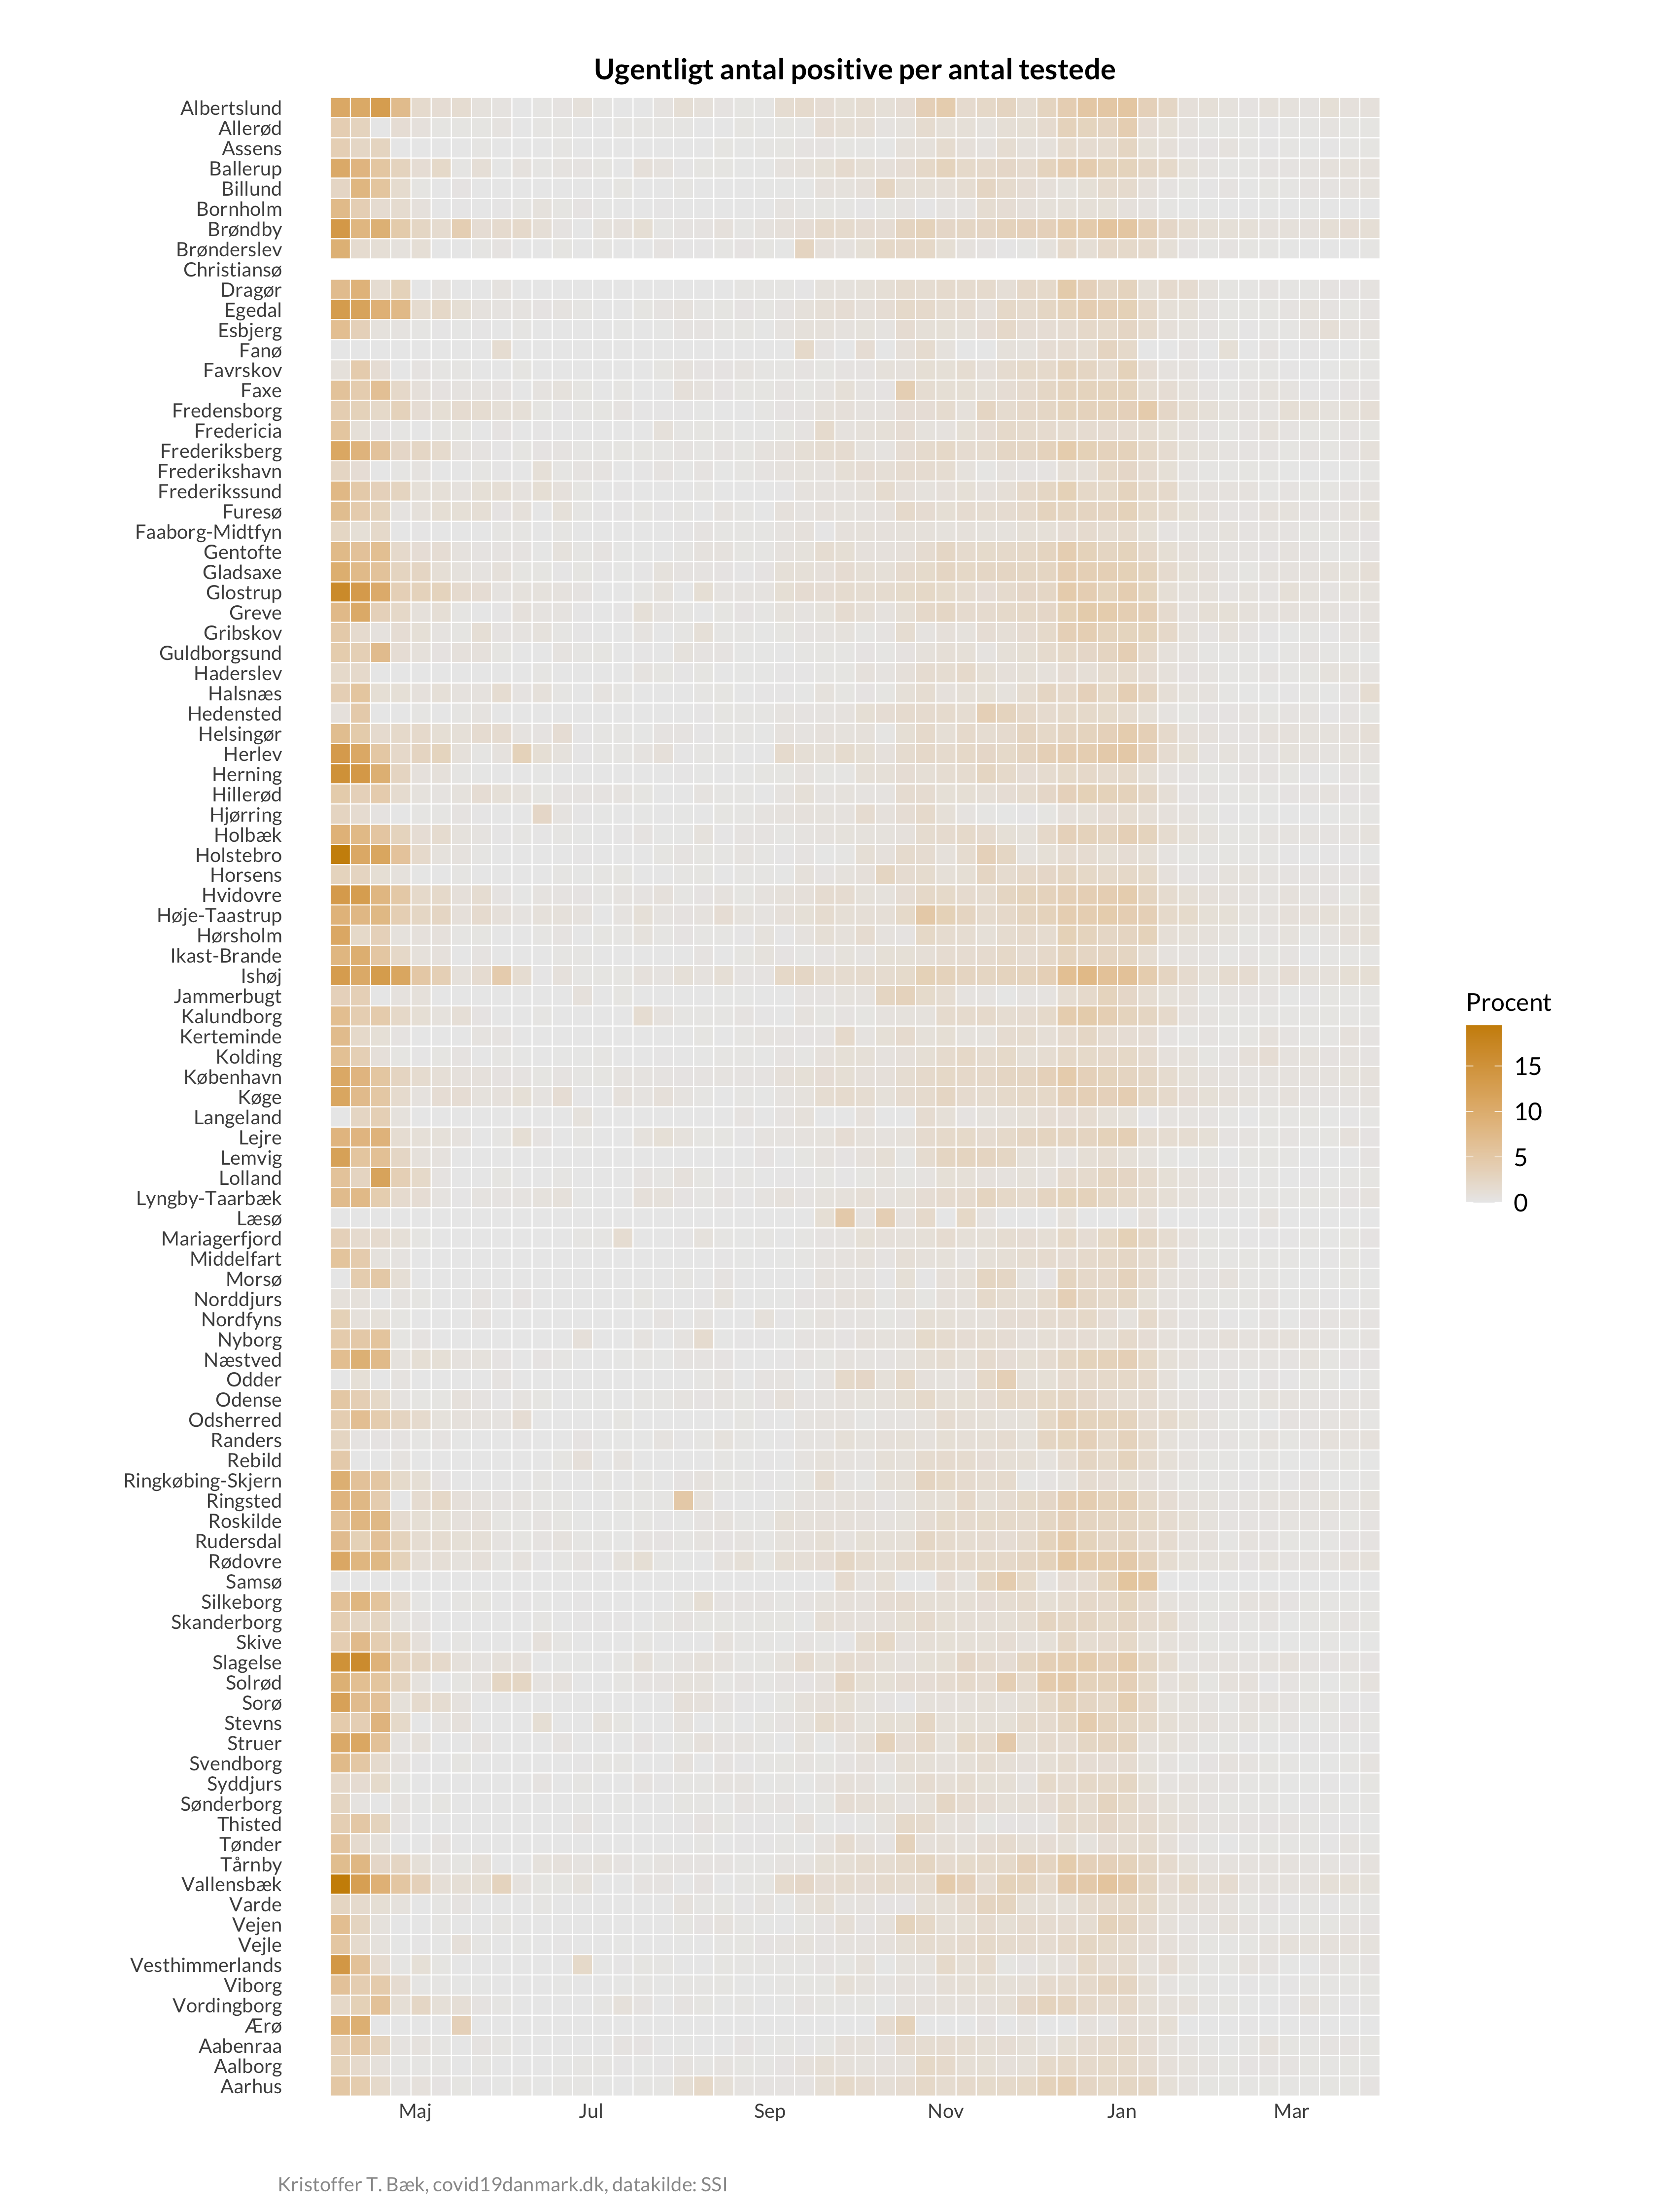 Ugentligt antal positive per antal testede
Albertslund
Allerød
Assens
Ballerup
Billund
Bornholm
Brøndby
Brønderslev
Christiansø
Dragør
Egedal
Esbjerg
Fanø
Favrskov
Faxe
Fredensborg
Fredericia
Frederiksberg
Frederikshavn
Frederikssund
Furesø
Faaborg-Midtfyn
Gentofte
Gladsaxe
Glostrup
Greve
Gribskov
Guldborgsund
Haderslev
Halsnæs
Hedensted
Helsingør
Herlev
Herning
Hillerød
Hjørring
Holbæk
Holstebro
Horsens
Hvidovre
Høje-Taastrup
Hørsholm
Ikast-Brande
Ishøj
Jammerbugt
Kalundborg
Kerteminde
Kolding
København
Køge
Langeland
Lejre
Lemvig
Lolland
Lyngby-Taarbæk
Læsø
Mariagerfjord
Middelfart
Morsø
Norddjurs
Nordfyns
Nyborg
Næstved
Odder
Odense
Odsherred
Randers
Rebild
Ringkøbing-Skjern
Ringsted
Roskilde
Rudersdal
Rødovre
Samsø
Silkeborg
Skanderborg
Skive
Slagelse
Solrød
Sorø
Stevns
Struer
Svendborg
Syddjurs
Sønderborg
Thisted
Tønder
Tårnby
Vallensbæk
Varde
Vejen
Vejle
Vesthimmerlands
Viborg
Vordingborg
Ærø
Aabenraa
Aalborg
Aarhus
Maj Jul Sep Nov Jan Mar
Procent
15
10
5
0
Kristoffer T. Bæk, covid19danmark.dk, datakilde: SSI